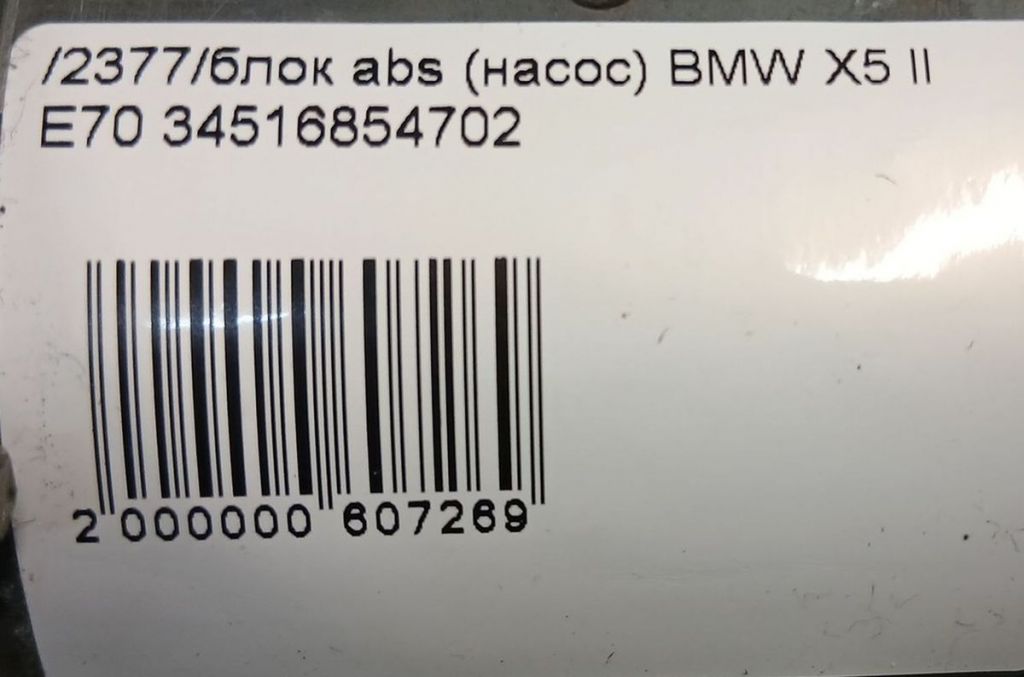 /2377/блок abs (насос) BMW X5 II
E70 34516854702
2 000000 607269